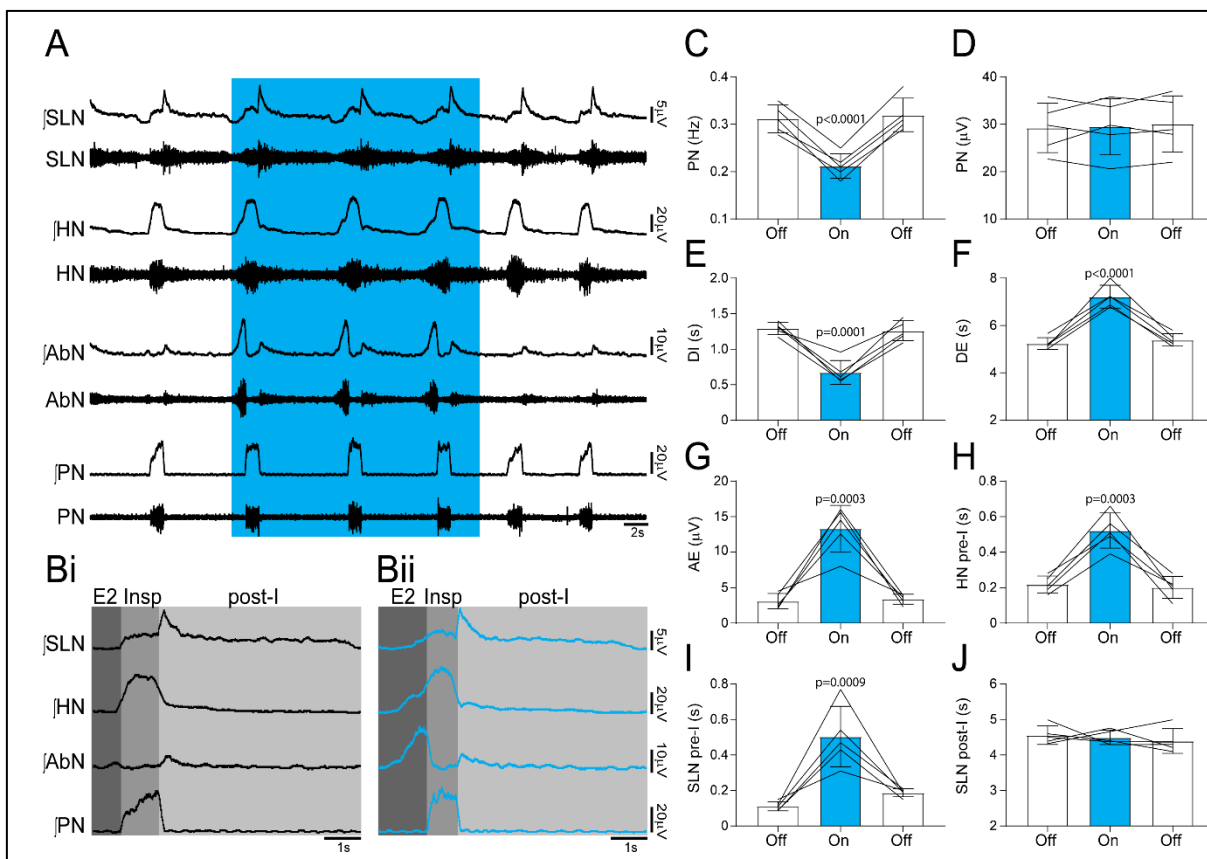 A
∫SLN
5µV
SLN
∫HN
20µV
HN
∫AbN
10µV
AbN
∫PN
20µV
PN
2s
Bi
E2 Insp post-I
∫SLN
5µV
∫HN
20µV
∫AbN
10µV
∫PN
20µV
1s
Bii
E2 Insp post-I
5µV
20µV
10µV
20µV
1s
C
PN (Hz)
0.4
0.3
0.2
0.1
p<0.0001
Off On Off
D
PN (µV)
40
30
20
10
Off On Off
E
DI (s)
2.0
1.5
1.0
0.5
0
p=0.0001
Off On Off
F
DE (s)
8
6
4
2
p<0.0001
Off On Off
G
AE (µV)
20
15
10
5
0
p=0.0003
Off On Off
H
HN pre-I (s)
0.8
0.6
0.4
0.2
0
p=0.0003
Off On Off
I
SLN pre-I (s)
0.8
0.6
0.4
0.2
0
p=0.0009
Off On Off
J
SLN post-I (s)
6
5
4
3
2
Off On Off